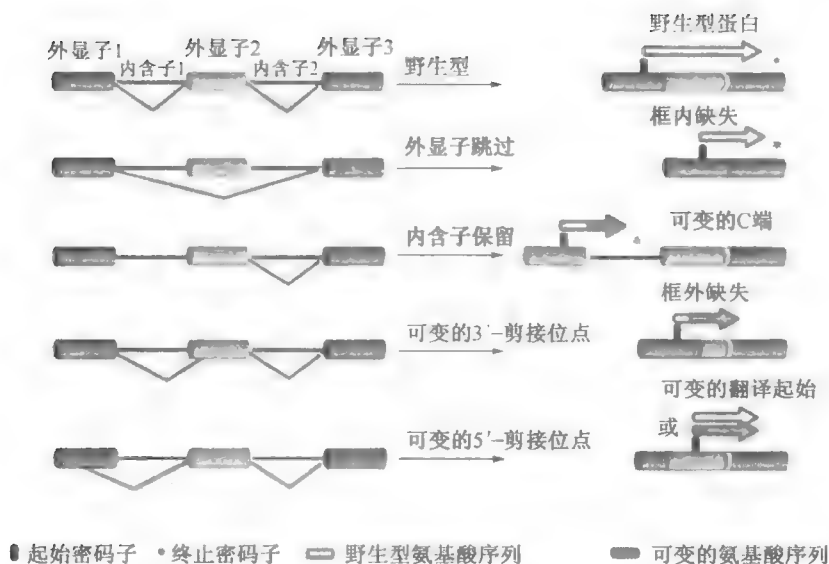 外显子1 外显子2 外显子3
内含子1 内含子2
野生型
野生型蛋白
外显子跳过
框内缺失
内含子保留
可变的C端
可变的3′-剪接位点
框外缺失
可变的5′-剪接位点
可变的翻译起始
或
起始密码子 •终止密码子 野生型氨基酸序列 可变的氨基酸序列